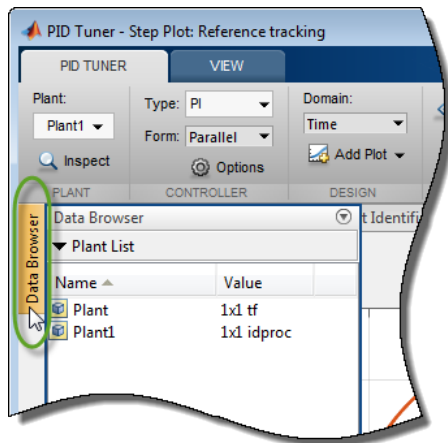 PID Tuner - Step Plot: Reference tracking
PID TUNER VIEW
Plant: Type: PI Domain:
Plant1 Form: Parallel Time
Inspect Options Add Plot
PLANT CONTROLLER DESIGN
Data Browser
Data Browser t Identifi
Plant List
Name Value
Plant 1x1 tf
Plant1 1x1 idproc